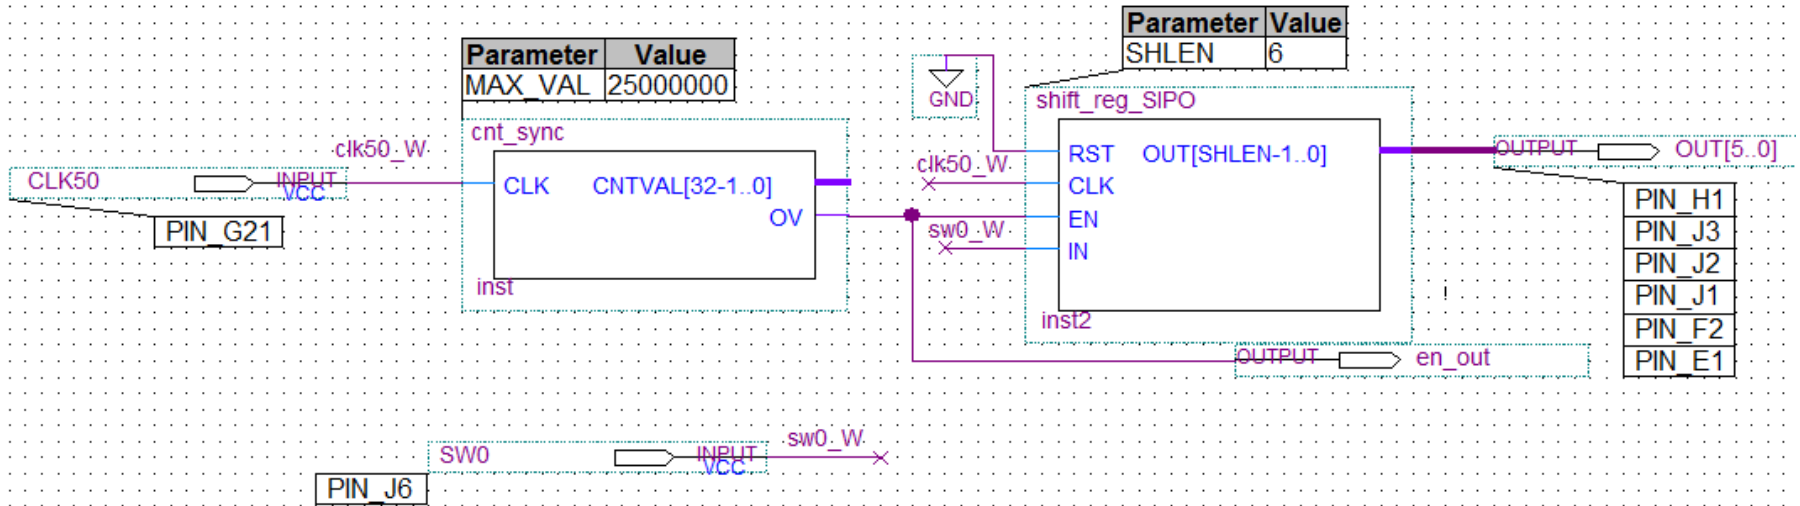 Parameter Value
MAX_VAL 25000000
cnt_sync
CLK CNTVAL[32-1..0]
OV
inst
clk50_W
CLK50 INPUT
VCC
PIN_G21
GND
Parameter Value
SHLEN 6
shift_reg_SIPO
RST OUT[SHLEN-1..0]
CLK
EN
IN
inst2
clk50_W
sw0_W
OUTPUT OUT[5..0]
PIN_H1
PIN_J3
PIN_J2
PIN_J1
PIN_F2
PIN_E1
OUTPUT en_out
SW0 INPUT
VCC
sw0_W
PIN_J6